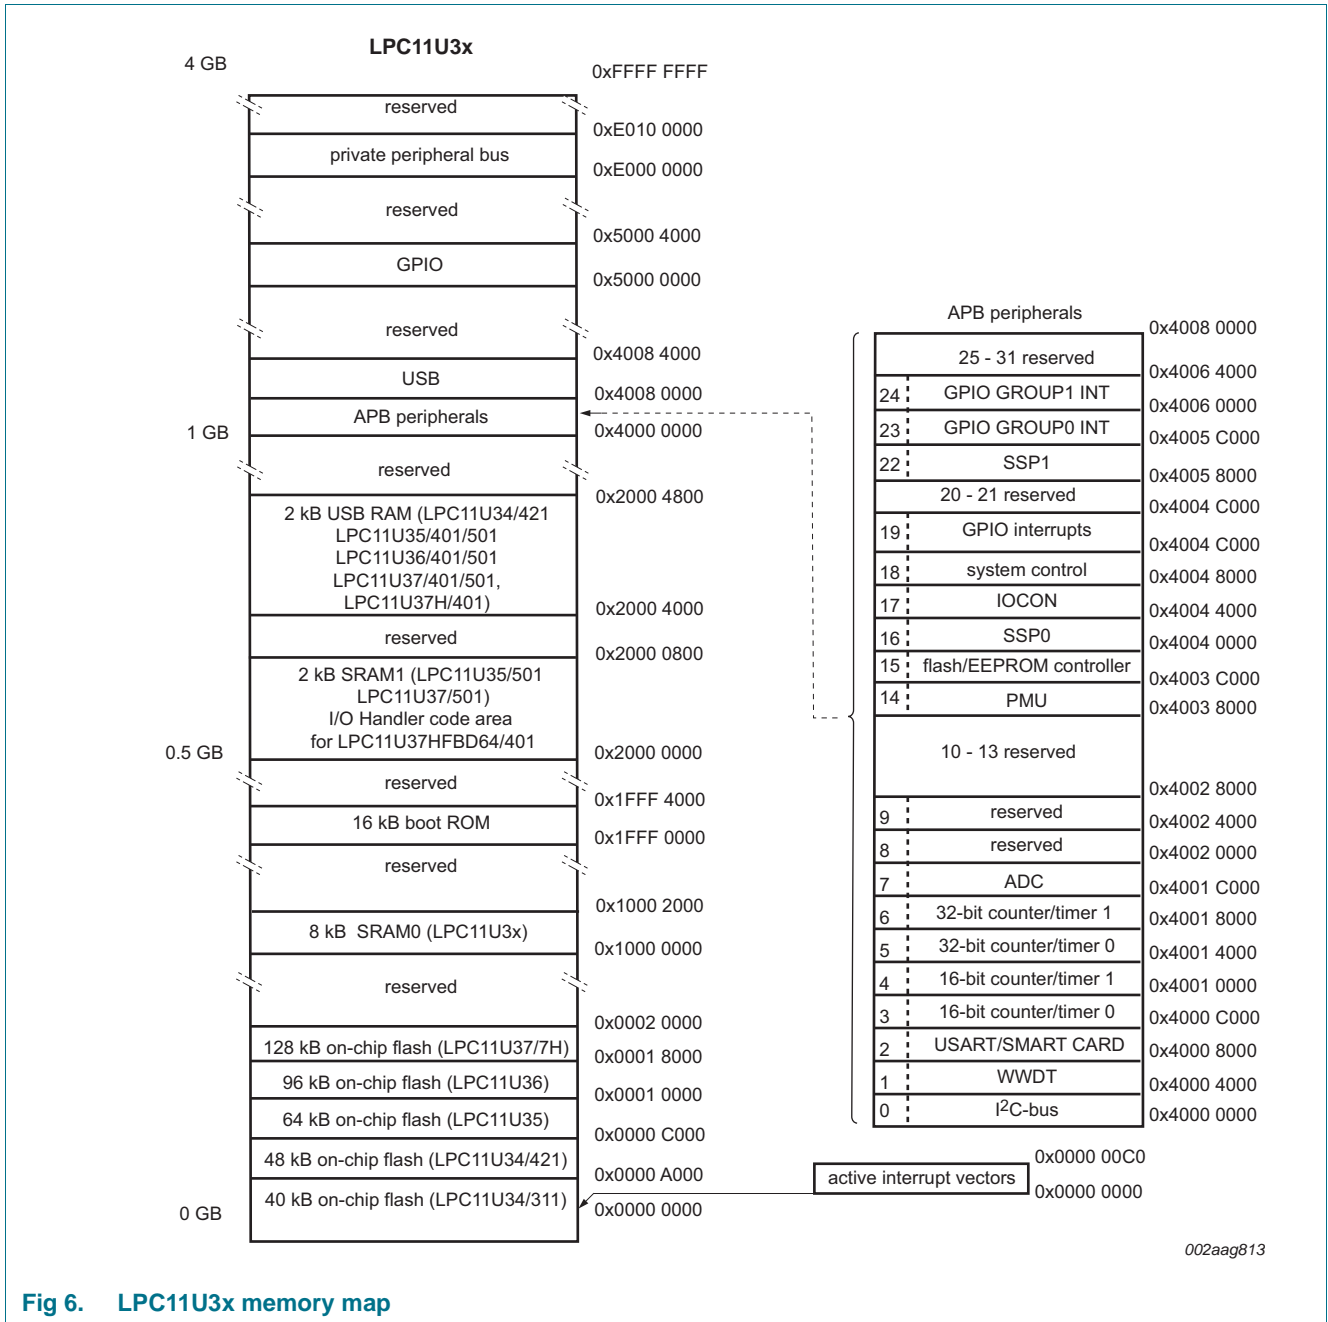 LPC11U3x
4 GB
0xFFFF FFFF
reserved
0xE010 0000
private peripheral bus
0xE000 0000
reserved
0x5000 4000
GPIO
0x5000 0000
reserved
0x4008 4000
USB
0x4008 0000
APB peripherals
1 GB
0x4000 0000
reserved
0x2000 4800
2 kB USB RAM (LPC11U34/421
LPC11U35/401/501
LPC11U36/401/501
LPC11U37/401/501,
LPC11U37H/401)
0x2000 4000
reserved
0x2000 0800
2 kB SRAM1 (LPC11U35/501
LPC11U37/501)
I/O Handler code area
for LPC11U37HFBD64/401
0.5 GB
0x2000 0000
reserved
0x1FFF 4000
16 kB boot ROM
0x1FFF 0000
reserved
0x1000 2000
8 kB SRAM0 (LPC11U3x)
0x1000 0000
reserved
0x0002 0000
128 kB on-chip flash (LPC11U37/7H)
0x0001 8000
96 kB on-chip flash (LPC11U36)
0x0001 0000
64 kB on-chip flash (LPC11U35)
0x0000 C000
48 kB on-chip flash (LPC11U34/421)
0x0000 A000
40 kB on-chip flash (LPC11U34/311)
0 GB
0x0000 0000
APB peripherals
0x4008 0000
25 - 31 reserved
0x4006 4000
24 GPIO GROUP1 INT
0x4006 0000
23 GPIO GROUP0 INT
0x4005 C000
22 SSP1
0x4005 8000
20 - 21 reserved
0x4004 C000
19 GPIO interrupts
0x4004 C000
18 system control
0x4004 8000
17 IOCON
0x4004 4000
16 SSP0
0x4004 0000
15 flash/EEPROM controller
0x4003 C000
14 PMU
0x4003 8000
10 - 13 reserved
0x4002 8000
9 reserved
0x4002 4000
8 reserved
0x4002 0000
7 ADC
0x4001 C000
6 32-bit counter/timer 1
0x4001 8000
5 32-bit counter/timer 0
0x4001 4000
4 16-bit counter/timer 1
0x4001 0000
3 16-bit counter/timer 0
0x4000 C000
2 USART/SMART CARD
0x4000 8000
1 WWDT
0x4000 4000
0 I2C-bus
0x4000 0000
0x0000 00C0
active interrupt vectors
0x0000 0000
002aag813
Fig 6. LPC11U3x memory map